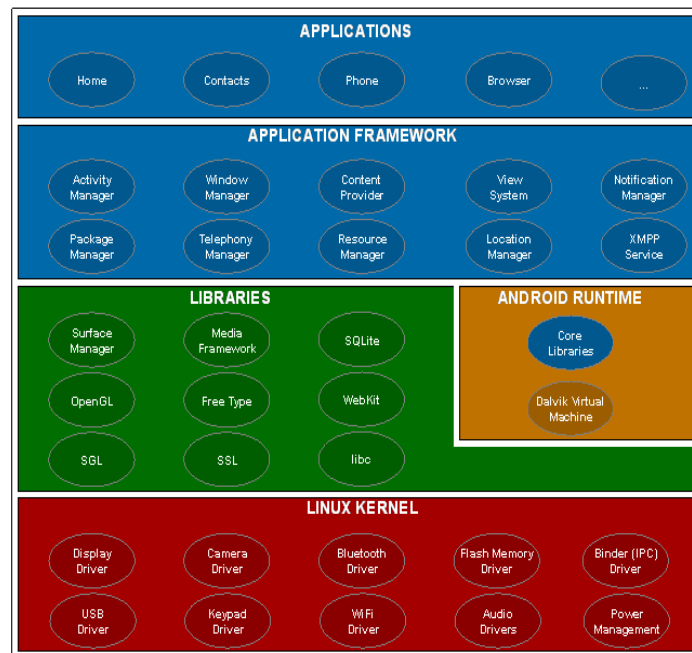 APPLICATIONS
Home
Contacts
Phone
Browser
...
APPLICATION FRAMEWORK
Activity
Manager
Window
Manager
Content
Provider
View
System
Notification
Manager
Package
Manager
Telephony
Manager
Resource
Manager
Location
Manager
XMPP
Service
LIBRARIES
Surface
Manager
Media
Framework
SQLite
OpenGL
Free Type
WebKit
SGL
SSL
libc
ANDROID RUNTIME
Core
Libraries
Dalvik Virtual
Machine
LINUX KERNEL
Display
Driver
Camera
Driver
Bluetooth
Driver
Flash Memory
Driver
Binder (IPC)
Driver
USB
Driver
Keypad
Driver
WiFi
Driver
Audio
Drivers
Power
Management